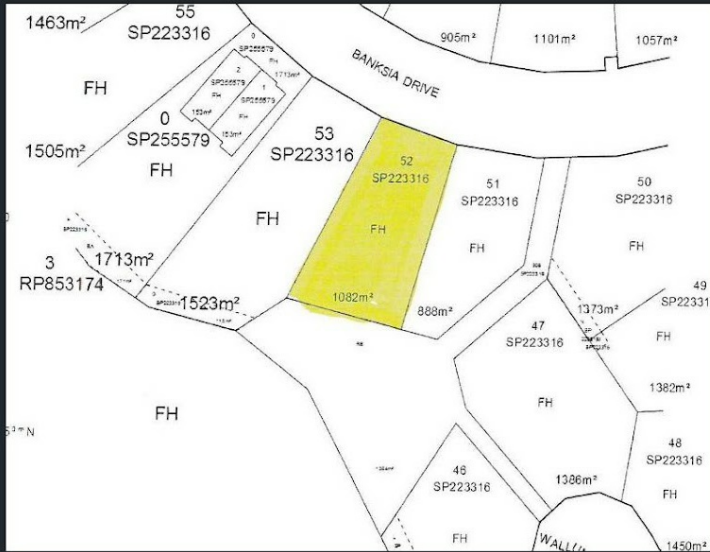 1463m²
55
SP223316
905m²
1101m²
1057m²
BANKSIA DRIVE
0
SP255579
FH
1713m²
2
SP255579
FH
153m²
1
SP255579
FH
153m²
FH
1505m²
0
SP255579
FH
53
SP223316
FH
52
SP223316
FH
1082m²
51
SP223316
FH
888m²
50
SP223316
FH
3
RP853174
1713m²
1523m²
FH
47
SP223316
FH
1386m²
1373m²
49
FH
1382m²
48
SP223316
FH
1450m²
46
SP223316
FH